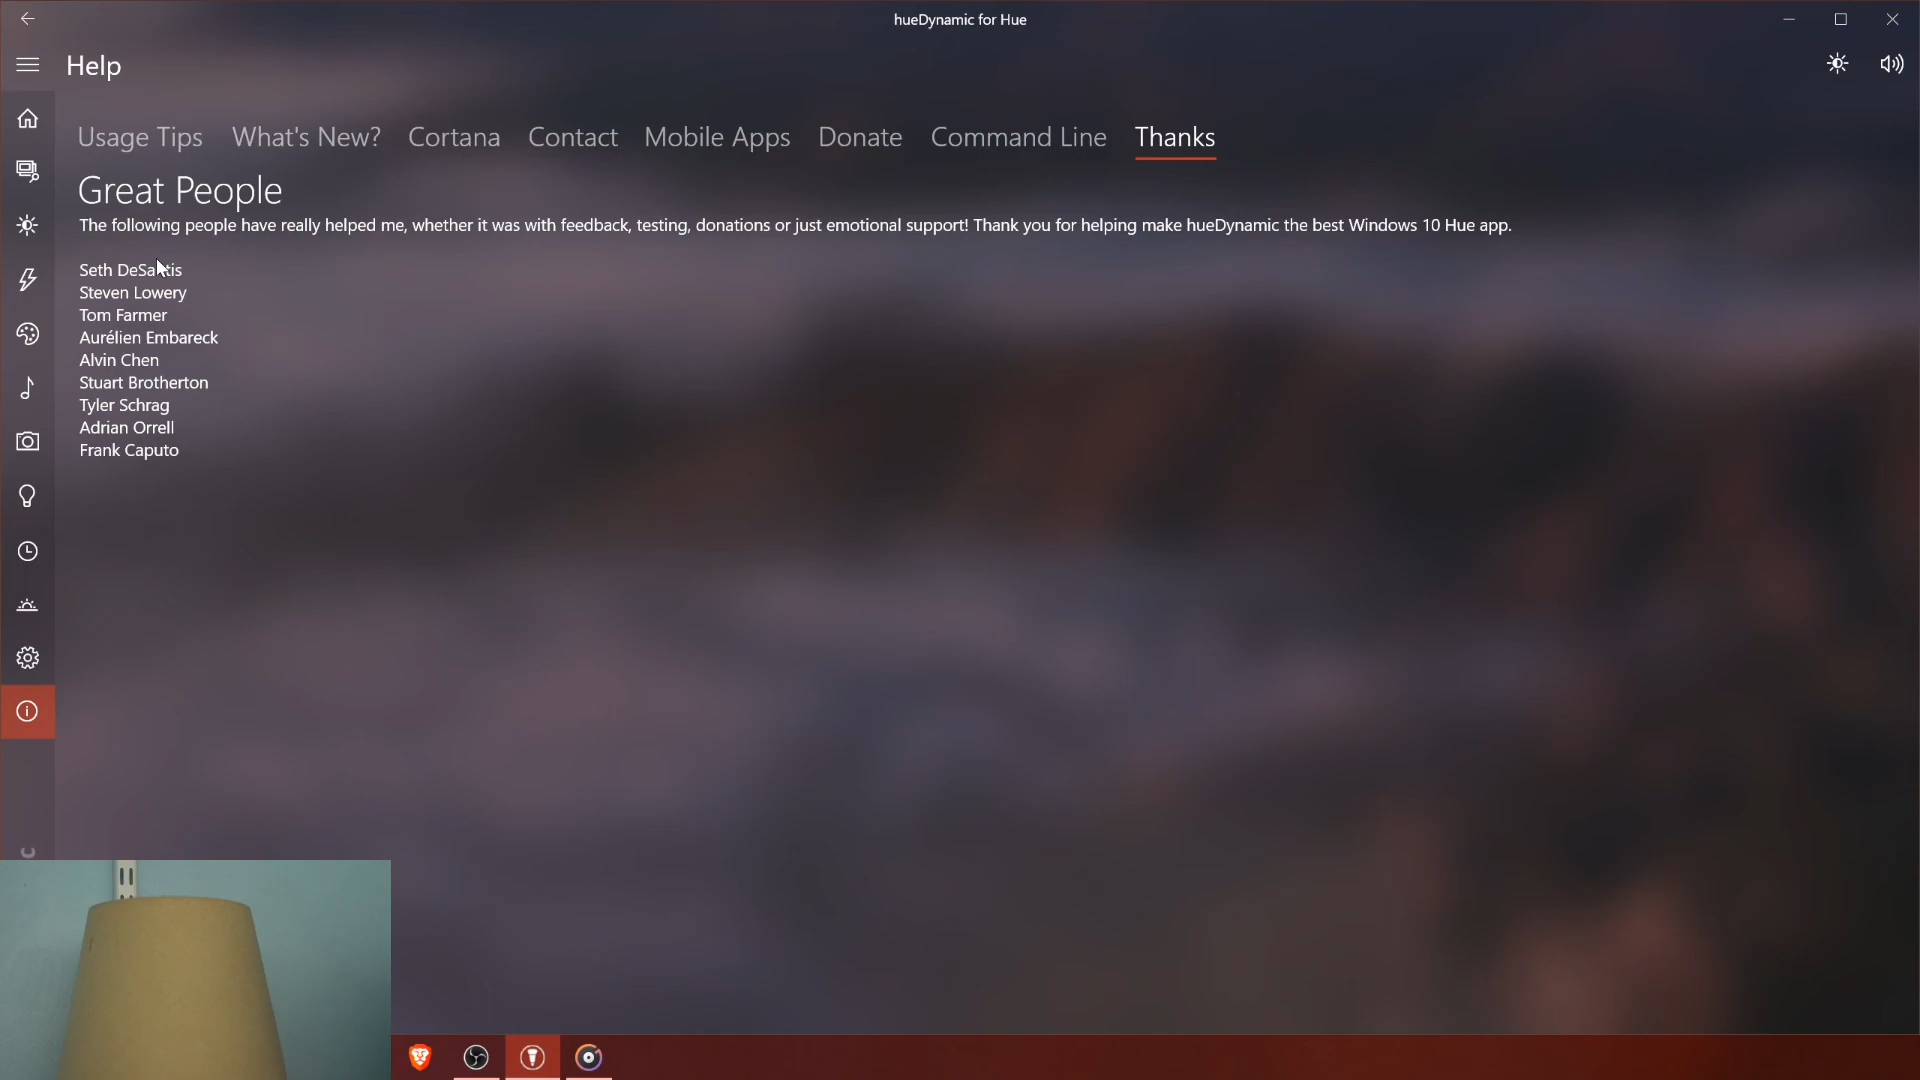 hueDynamic for Hue
Help
Usage Tips What's New? Cortana Contact Mobile Apps Donate Command Line Thanks
Great People
The following people have really helped me, whether it was with feedback, testing, donations or just emotional support! Thank you for helping make hueDynamic the best Windows 10 Hue app.
Seth DeSantis
Steven Lowery
Tom Farmer
Aurélien Embareck
Alvin Chen
Stuart Brotherton
Tyler Schrag
Adrian Orrell
Frank Caputo